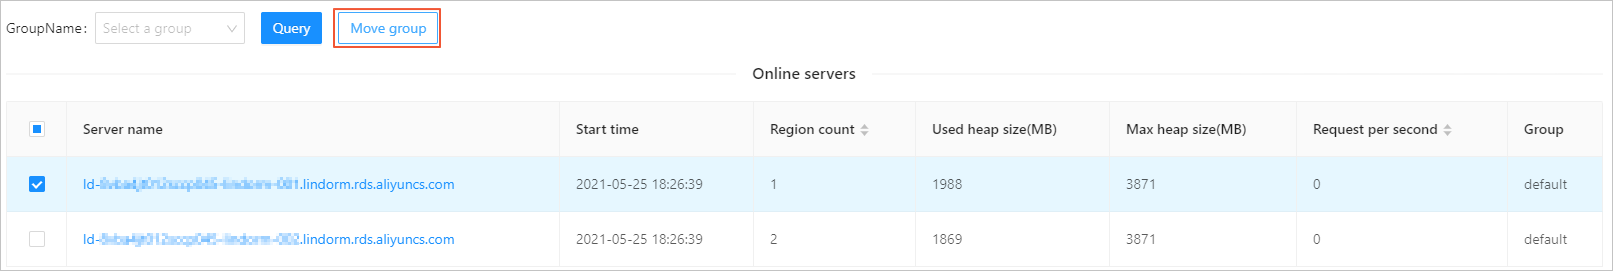 GroupName: Select a group Query Move group
Online servers
Server name Start time Region count Used heap size(MB) Max heap size(MB) Request per second Group
ld- .lindorm.rds.aliyuncs.com 2021-05-25 18:26:39 1 1988 3871 0 default
ld- .lindorm.rds.aliyuncs.com 2021-05-25 18:26:39 2 1869 3871 0 default